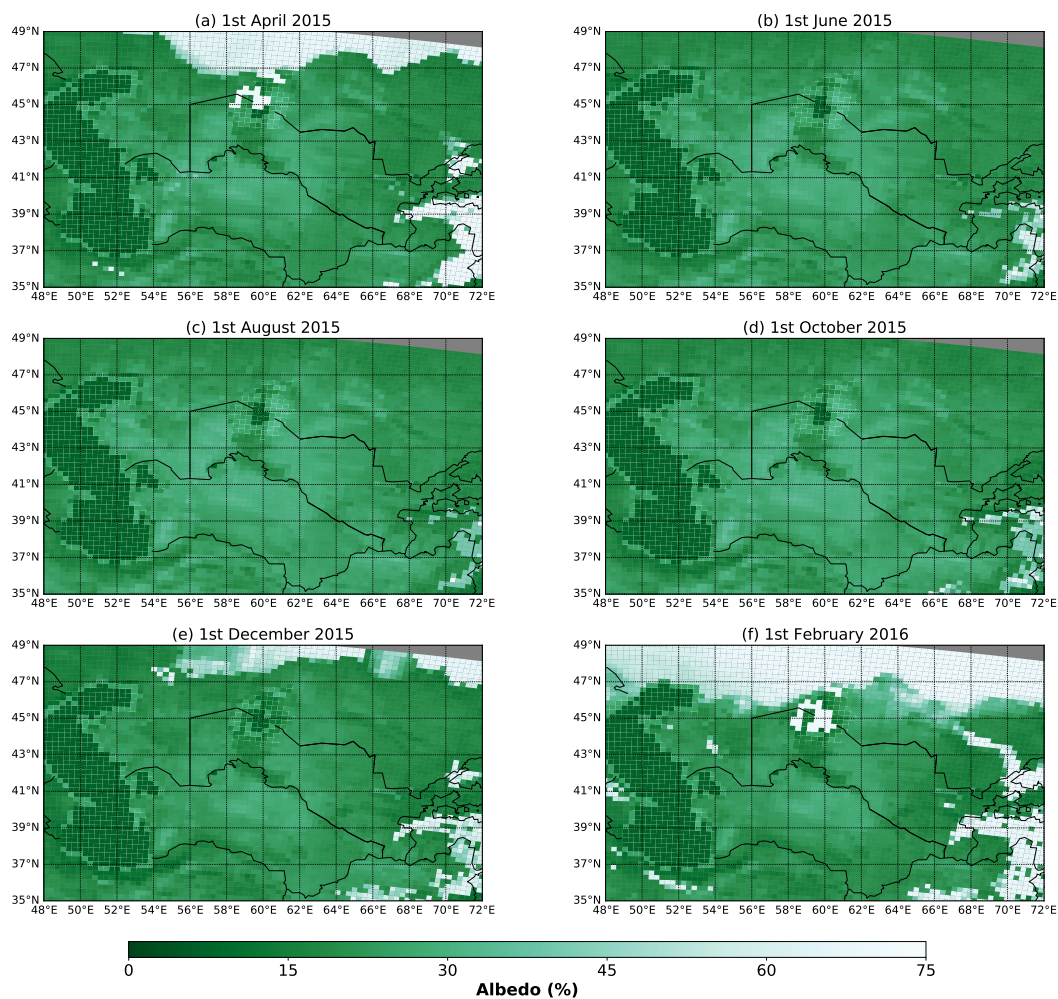 (a) 1st April 2015
(b) 1st June 2015
49°N
47°N
45°N
43°N
41°N
39°N
37°N
35°N
48°E 50°E 52°E 54°E 56°E 58°E 60°E 62°E 64°E 66°E 68°E 70°E 72°E
49°N
47°N
45°N
43°N
41°N
39°N
37°N
35°N
48°E 50°E 52°E 54°E 56°E 58°E 60°E 62°E 64°E 66°E 68°E 70°E 72°E
(c) 1st August 2015
(d) 1st October 2015
49°N
47°N
45°N
43°N
41°N
39°N
37°N
35°N
48°E 50°E 52°E 54°E 56°E 58°E 60°E 62°E 64°E 66°E 68°E 70°E 72°E
49°N
47°N
45°N
43°N
41°N
39°N
37°N
35°N
48°E 50°E 52°E 54°E 56°E 58°E 60°E 62°E 64°E 66°E 68°E 70°E 72°E
(e) 1st December 2015
(f) 1st February 2016
49°N
47°N
45°N
43°N
41°N
39°N
37°N
35°N
48°E 50°E 52°E 54°E 56°E 58°E 60°E 62°E 64°E 66°E 68°E 70°E 72°E
49°N
47°N
45°N
43°N
41°N
39°N
37°N
35°N
48°E 50°E 52°E 54°E 56°E 58°E 60°E 62°E 64°E 66°E 68°E 70°E 72°E
0 15 30 45 60 75
Albedo (%)